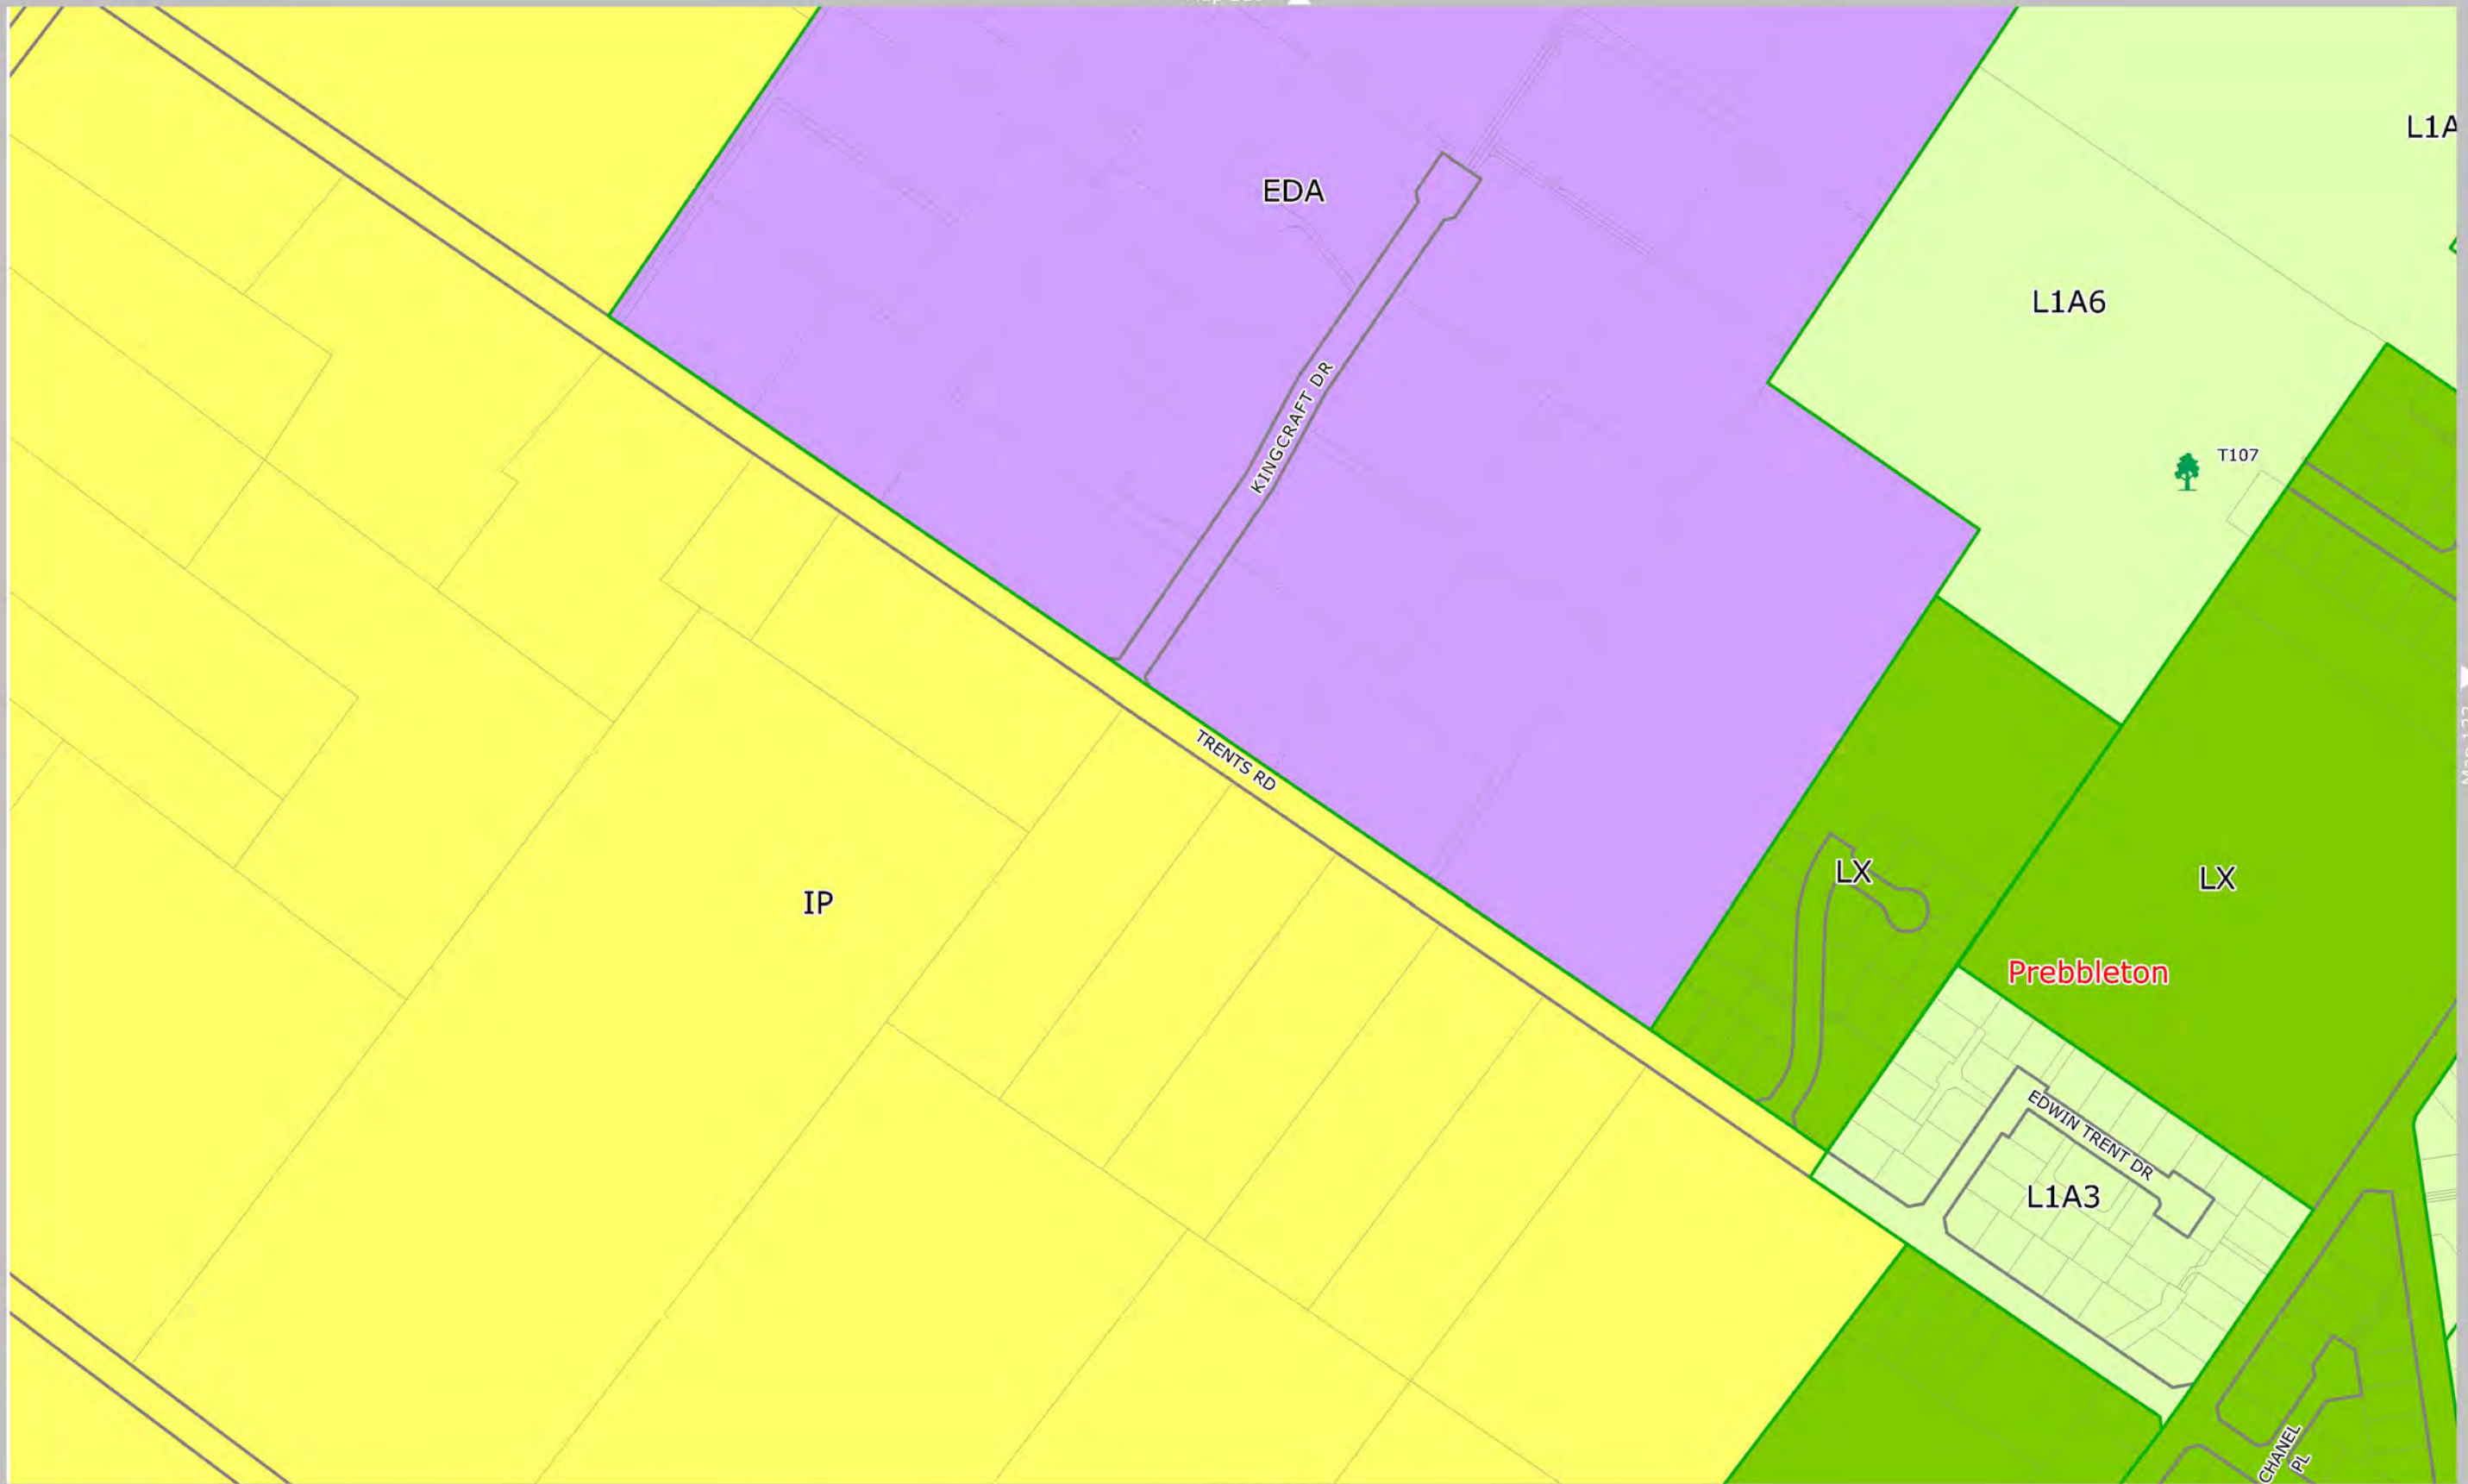 L1A
EDA
L1A6
T107
KINGCRAFT DR
TRENTS RD
LX
LX
IP
Prebbleton
EDWIN TRENT DR
L1A3
CHANEL
PL